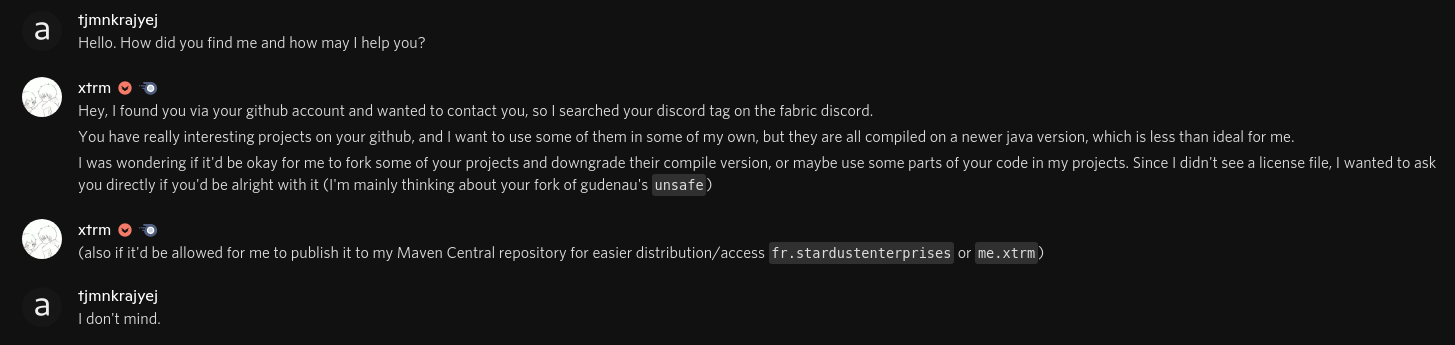 a
tjmnkrajyej
Hello. How did you find me and how may I help you?
xtrm
Hey, I found you via your github account and wanted to contact you, so I searched your discord tag on the fabric discord.
You have really interesting projects on your github, and I want to use some of them in some of my own, but they are all compiled on a newer java version, which is less than ideal for me.
I was wondering if it'd be okay for me to fork some of your projects and downgrade their compile version, or maybe use some parts of your code in my projects. Since I didn't see a license file, I wanted to ask
you directly if you'd be alright with it (I'm mainly thinking about your fork of gudenau's unsafe)
xtrm
(also if it'd be allowed for me to publish it to my Maven Central repository for easier distribution/access fr.stardustenterprises or me.xtrm)
a
tjmnkrajyej
I don't mind.